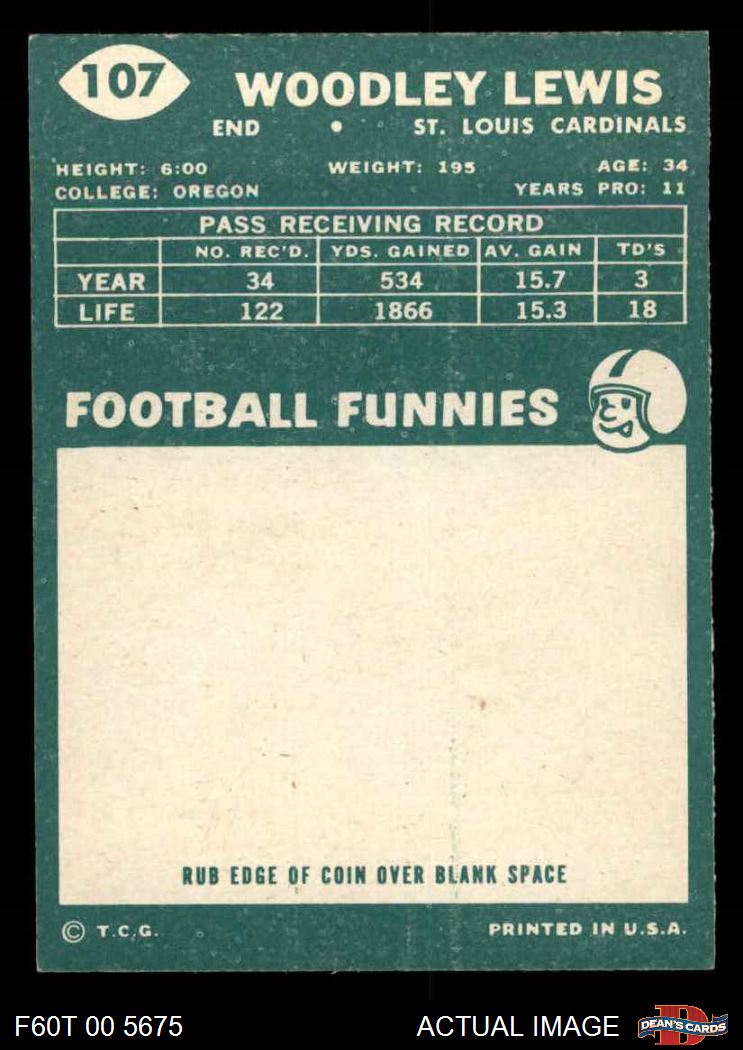 107
WOODLEY LEWIS
END • ST. LOUIS CARDINALS
HEIGHT: 6:00 WEIGHT: 195 AGE: 34
COLLEGE: OREGON YEARS PRO: 11
PASS RECEIVING RECORD
NO. REC'D. YDS. GAINED AV. GAIN TD'S
YEAR 34 534 15.7 3
LIFE 122 1866 15.3 18
FOOTBALL FUNNIES
RUB EDGE OF COIN OVER BLANK SPACE
© T.C.G. PRINTED IN U.S.A.
F60T 00 5675 ACTUAL IMAGE DEAN'S CARDS